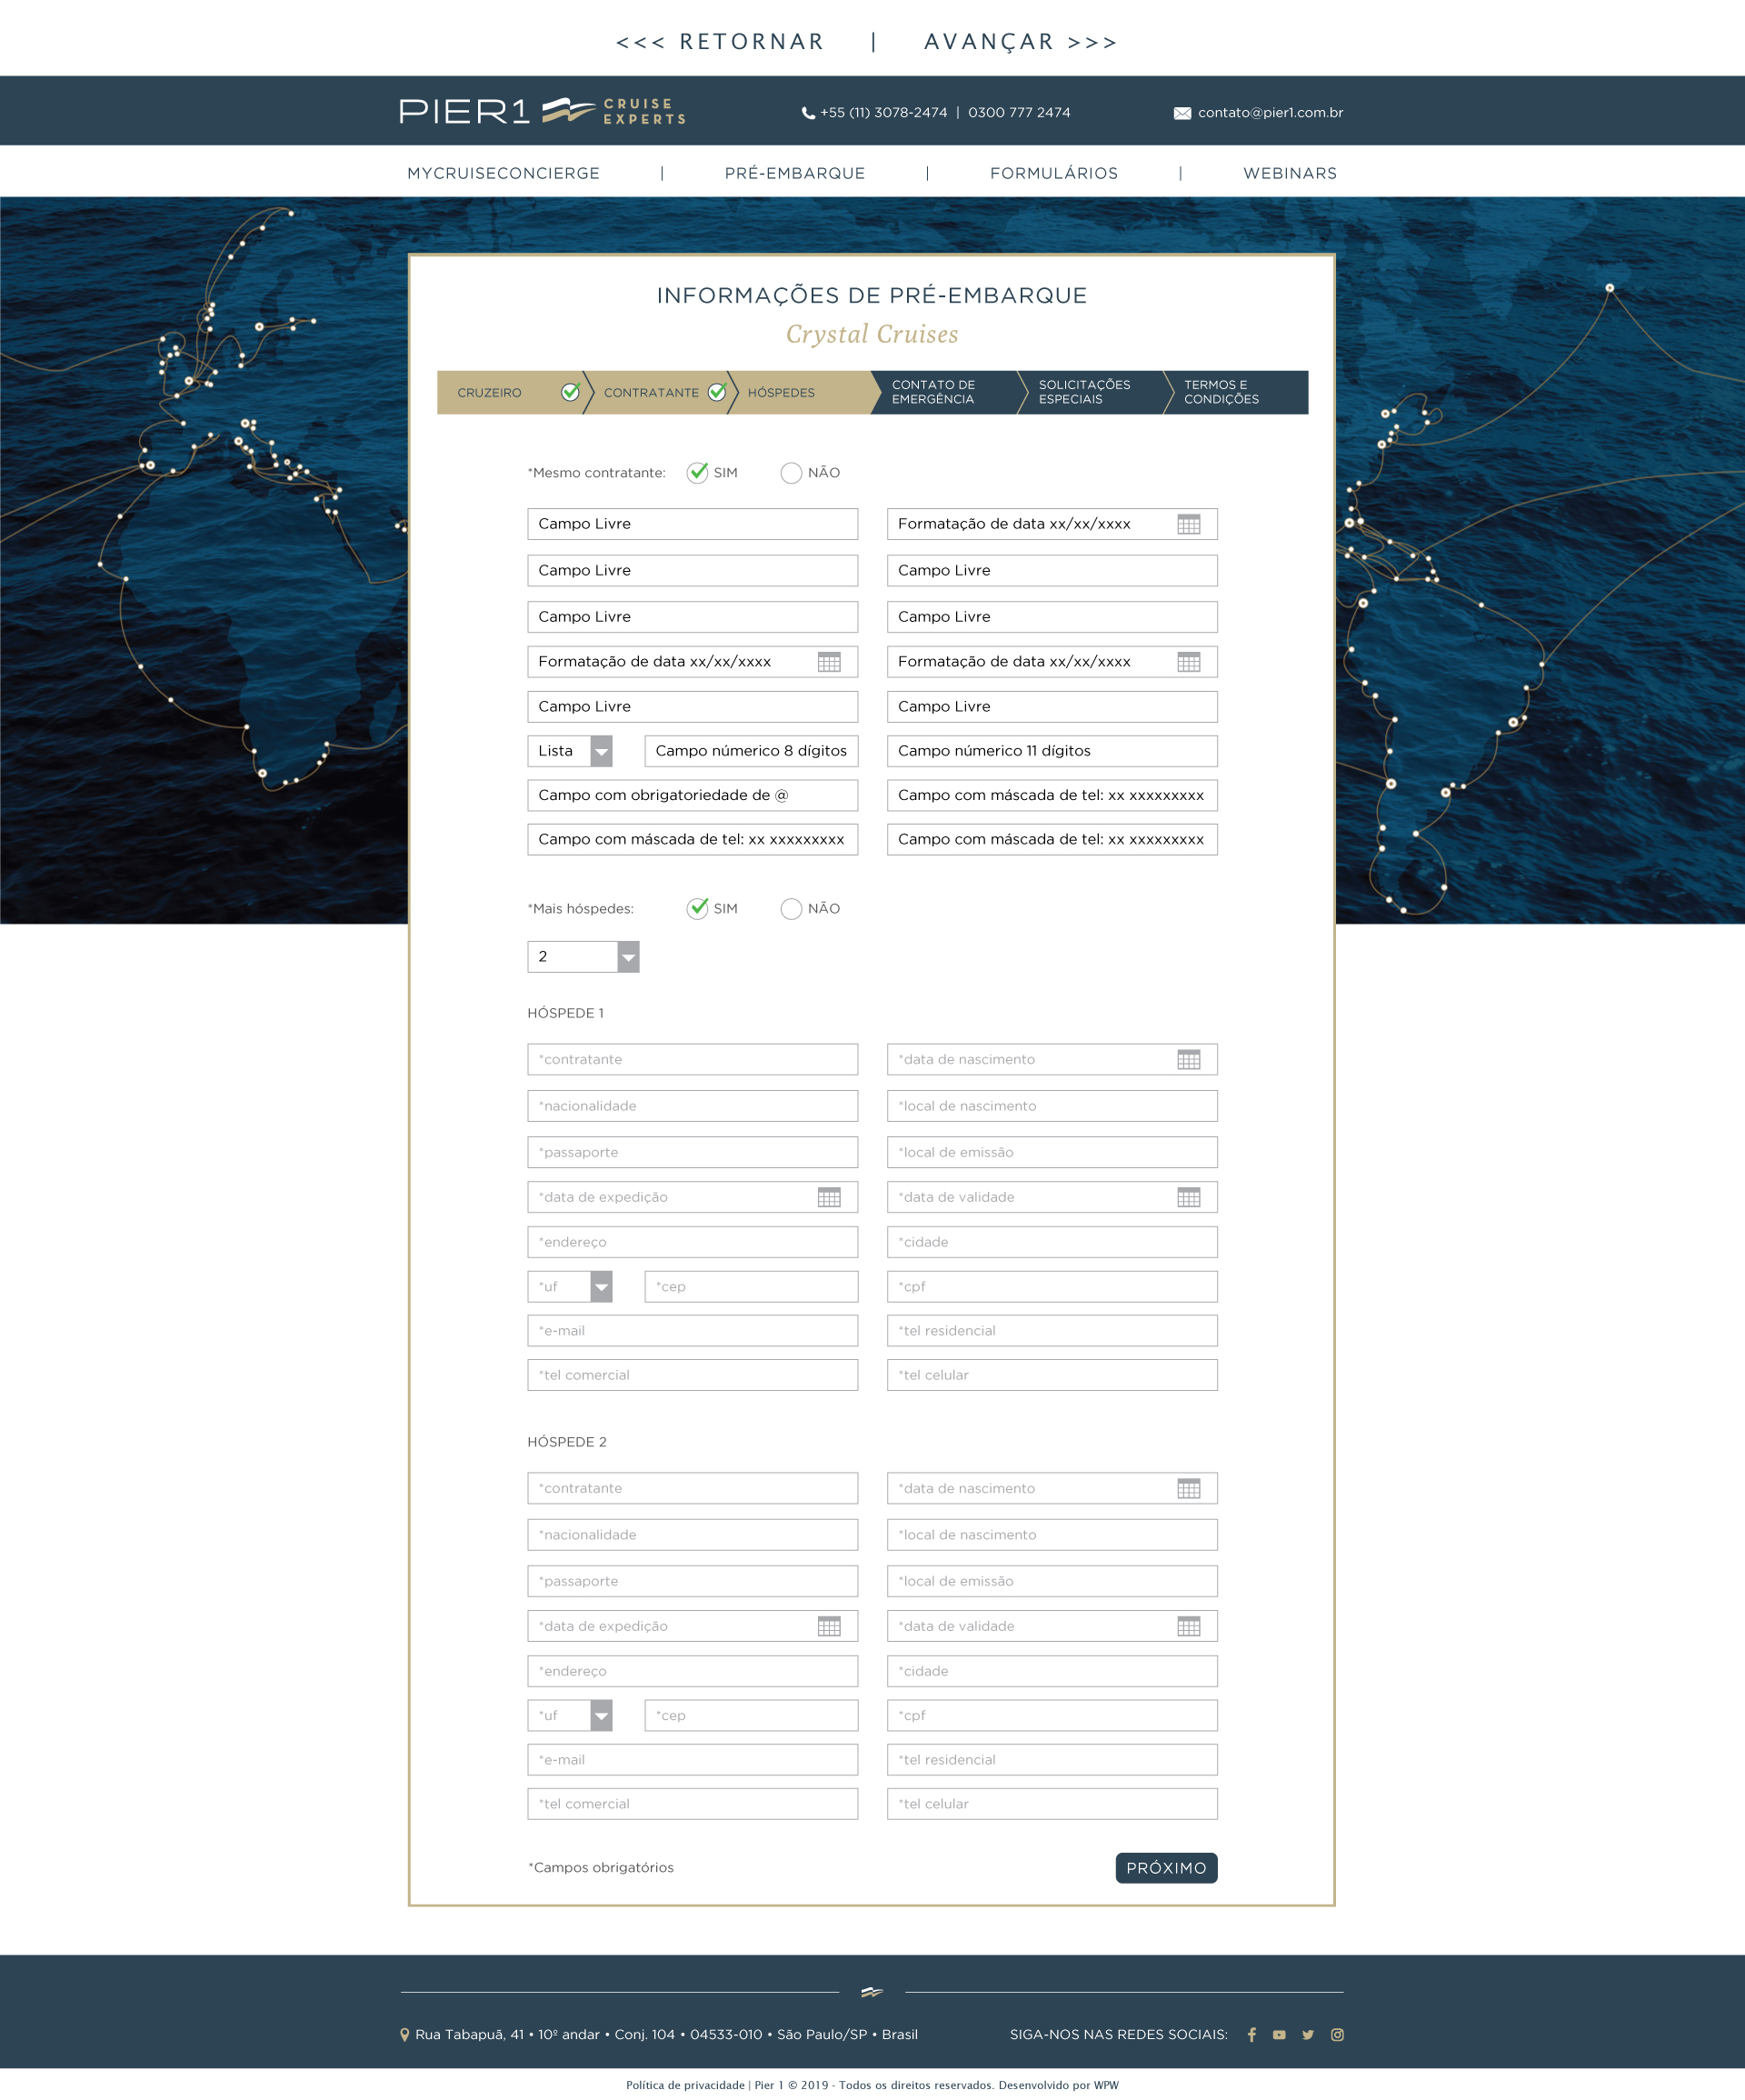 <<< RETORNAR | AVANÇAR >>>
PIER1 CRUISE EXPERTS
+55 (11) 3078-2474 | 0300 777 2474
contato@pier1.com.br
MYCRUISECONCIERGE | PRÉ-EMBARQUE | FORMULÁRIOS | WEBINARS
INFORMAÇÕES DE PRÉ-EMBARQUE
Crystal Cruises
CRUZEIRO
CONTRATANTE
HÓSPEDES
CONTATO DE
EMERGÊNCIA
SOLICITAÇÕES
ESPECIAIS
TERMOS E
CONDIÇÕES
*Mesmo contratante: SIM NÃO
Campo Livre
Formatação de data xx/xx/xxxx
Campo Livre
Campo Livre
Campo Livre
Campo Livre
Formatação de data xx/xx/xxxx
Formatação de data xx/xx/xxxx
Campo Livre
Campo Livre
Lista
Campo númerico 8 dígitos
Campo númerico 11 dígitos
Campo com obrigatoriedade de @
Campo com máscada de tel: xx xxxxxxxxx
Campo com máscada de tel: xx xxxxxxxxx
Campo com máscada de tel: xx xxxxxxxxx
*Mais hóspedes: SIM NÃO
2
HÓSPEDE 1
*contratante
*data de nascimento
*nacionalidade
*local de nascimento
*passaporte
*local de emissão
*data de expedição
*data de validade
*endereço
*cidade
*uf
*cep
*cpf
*e-mail
*tel residencial
*tel comercial
*tel celular
HÓSPEDE 2
*contratante
*data de nascimento
*nacionalidade
*local de nascimento
*passaporte
*local de emissão
*data de expedição
*data de validade
*endereço
*cidade
*uf
*cep
*cpf
*e-mail
*tel residencial
*tel comercial
*tel celular
*Campos obrigatórios
PRÓXIMO
Rua Tabapuã, 41 • 10º andar • Conj. 104 • 04533-010 • São Paulo/SP • Brasil
SIGA-NOS NAS REDES SOCIAIS:
Política de privacidade | Pier 1 © 2019 - Todos os direitos reservados. Desenvolvido por WPW